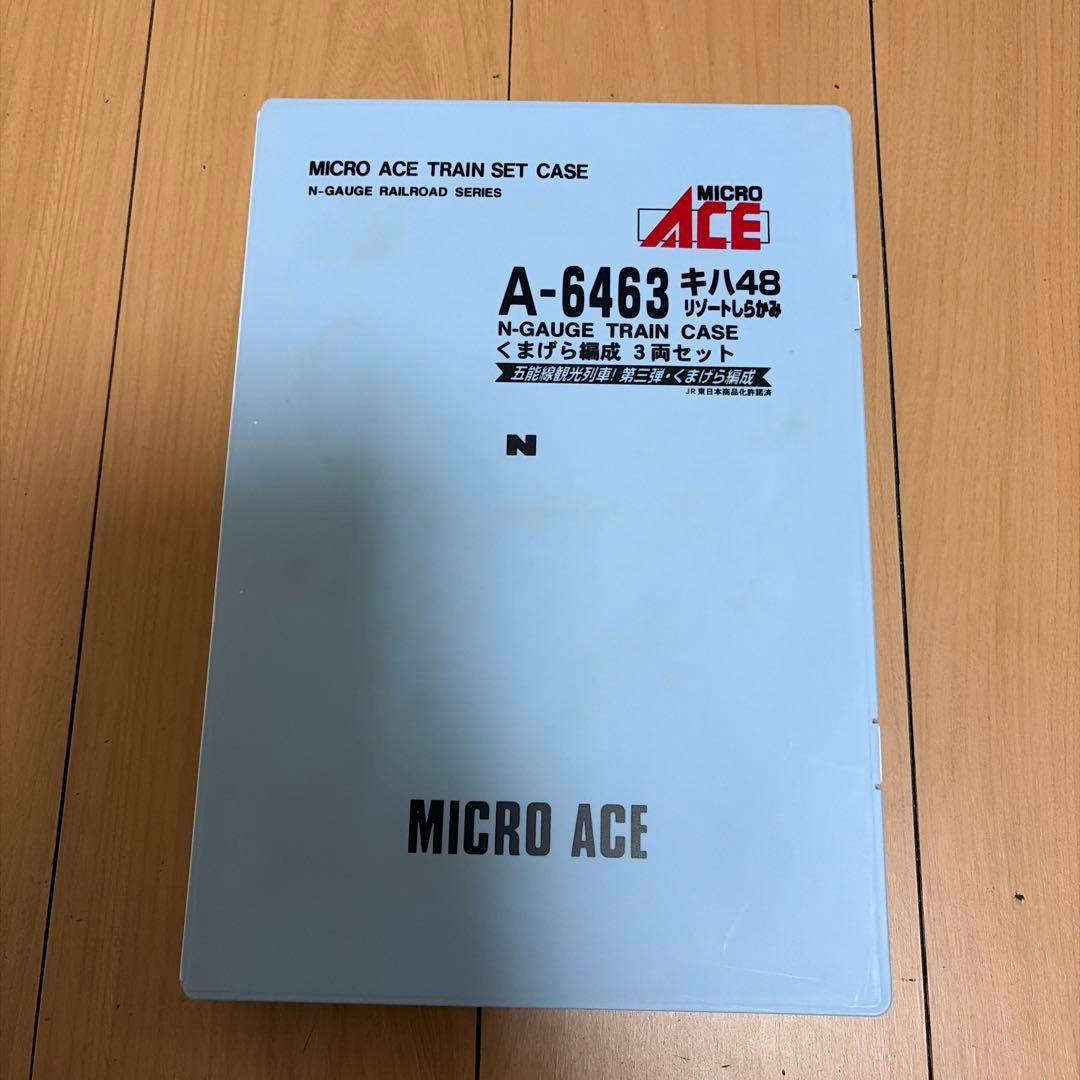 MICRO ACE TRAIN SET CASE
N-GAUGE RAILROAD SERIES
MICRO
ACE
A-6463 キハ48
リゾートしらかみ
N-GAUGE TRAIN CASE
くまげら編成 3両セット
五能線観光列車! 第三弾・くまげら編成
JR東日本商品化許諾済
N
MICRO ACE